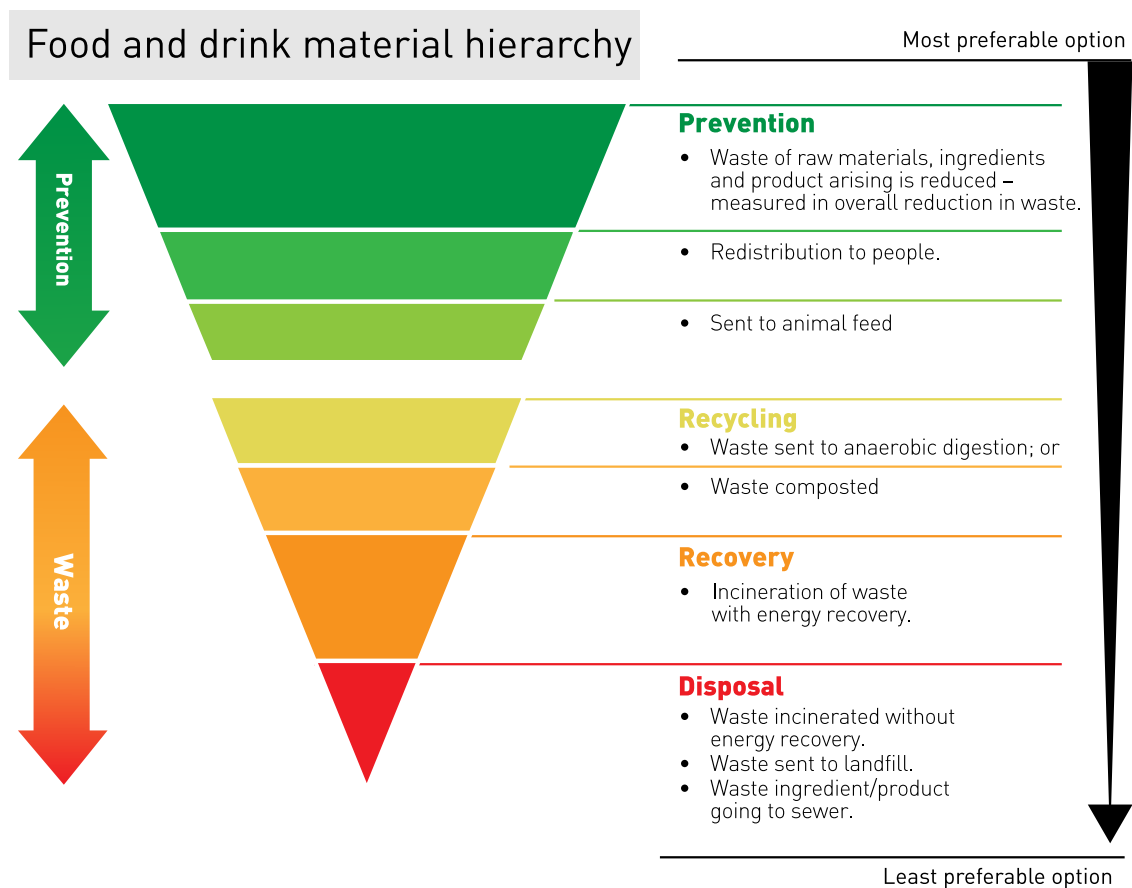 Food and drink material hierarchy
Most preferable option
Prevention
Prevention
• Waste of raw materials, ingredients
and product arising is reduced –
measured in overall reduction in waste.
• Redistribution to people.
• Sent to animal feed
Waste
Recycling
• Waste sent to anaerobic digestion; or
• Waste composted
Recovery
• Incineration of waste
with energy recovery.
Disposal
• Waste incinerated without
energy recovery.
• Waste sent to landfill.
• Waste ingredient/product
going to sewer.
Least preferable option